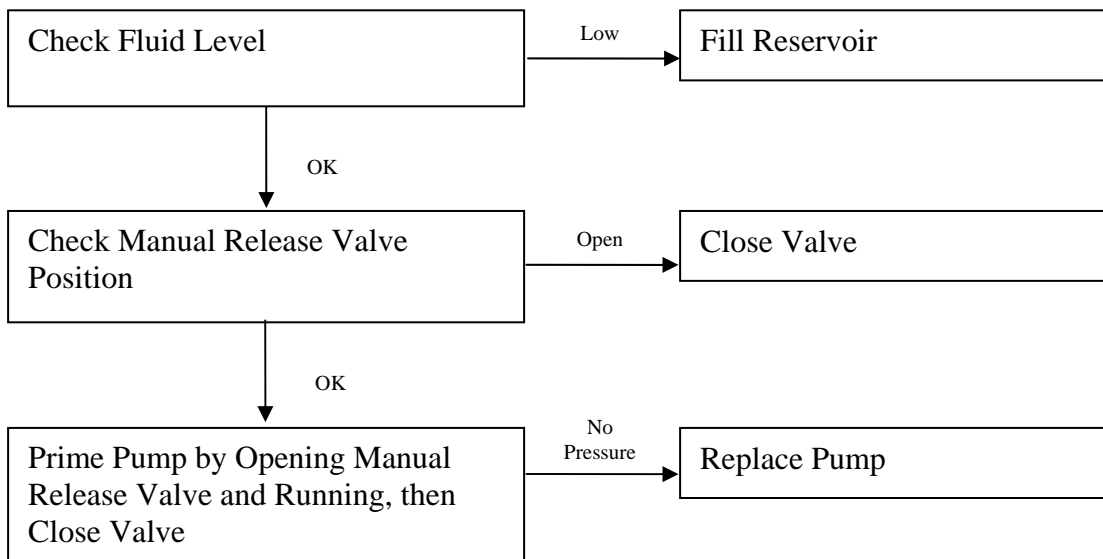 Check Fluid Level
Low
Fill Reservoir
OK
Check Manual Release Valve
Position
Open
Close Valve
OK
Prime Pump by Opening Manual
Release Valve and Running, then
Close Valve
No
Pressure
Replace Pump